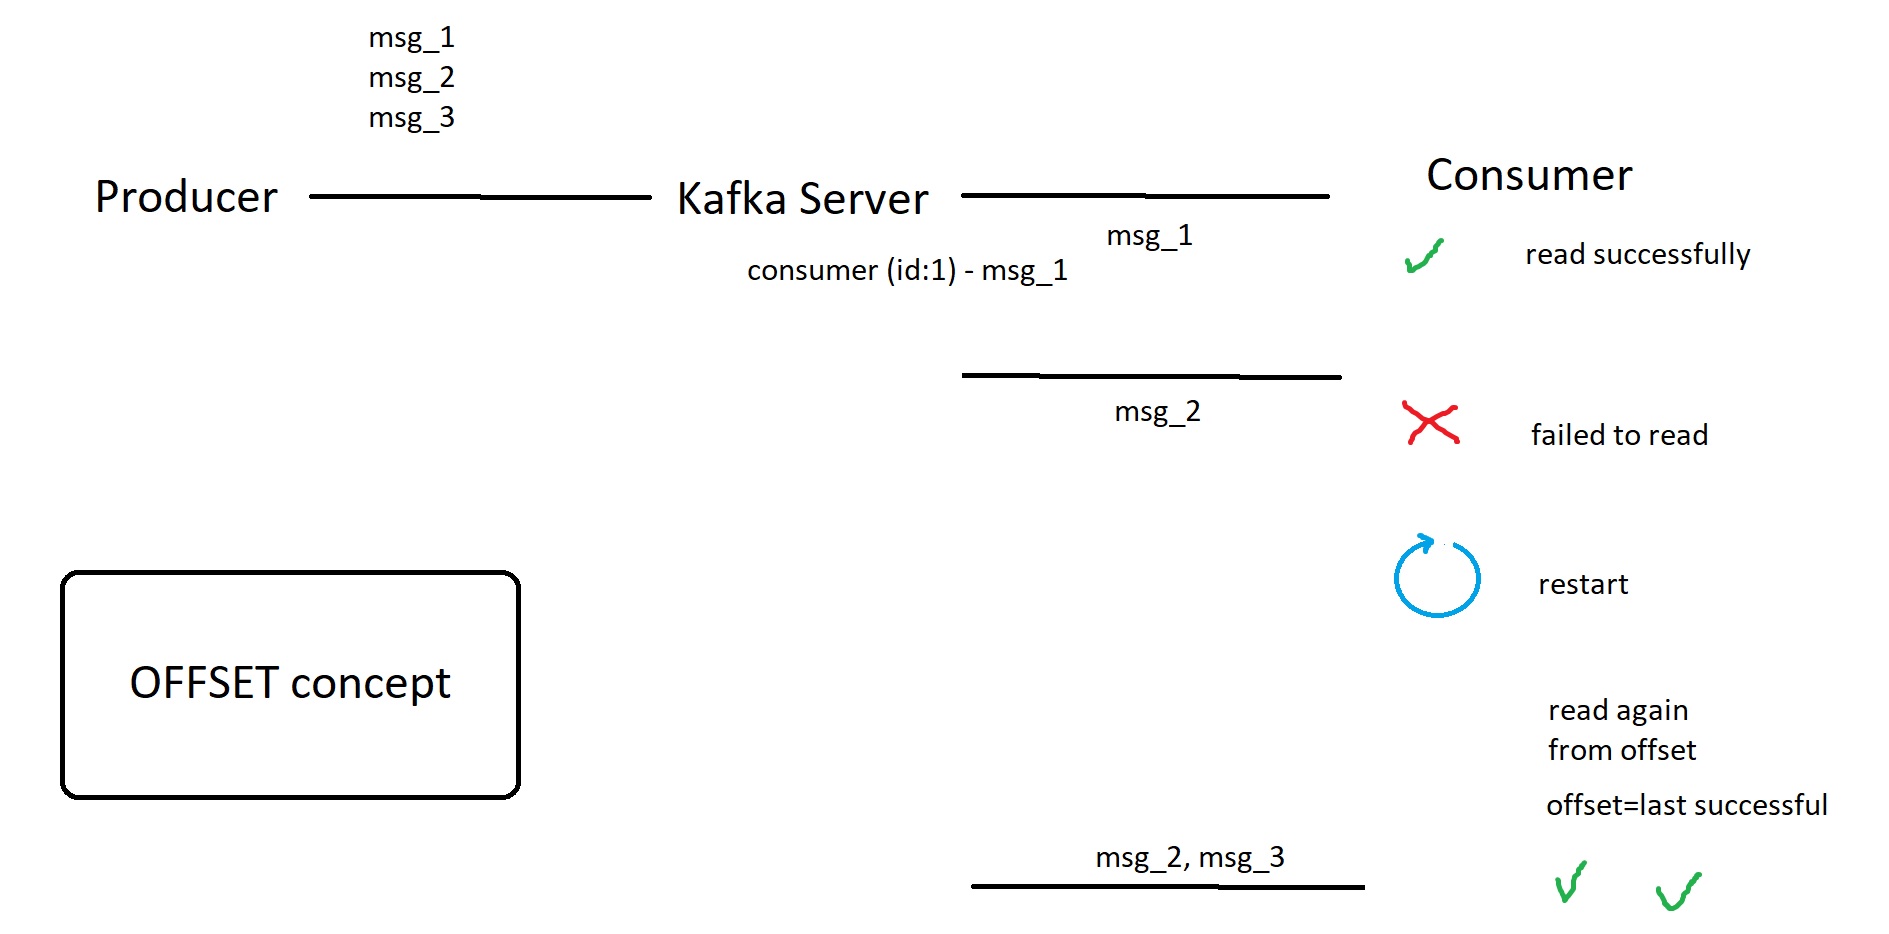 msg_1
msg_2
msg_3
Producer
Kafka Server
Consumer
msg_1
read successfully
consumer (id:1) - msg_1
msg_2
failed to read
restart
OFFSET concept
read again
from offset
offset=last successful
msg_2, msg_3